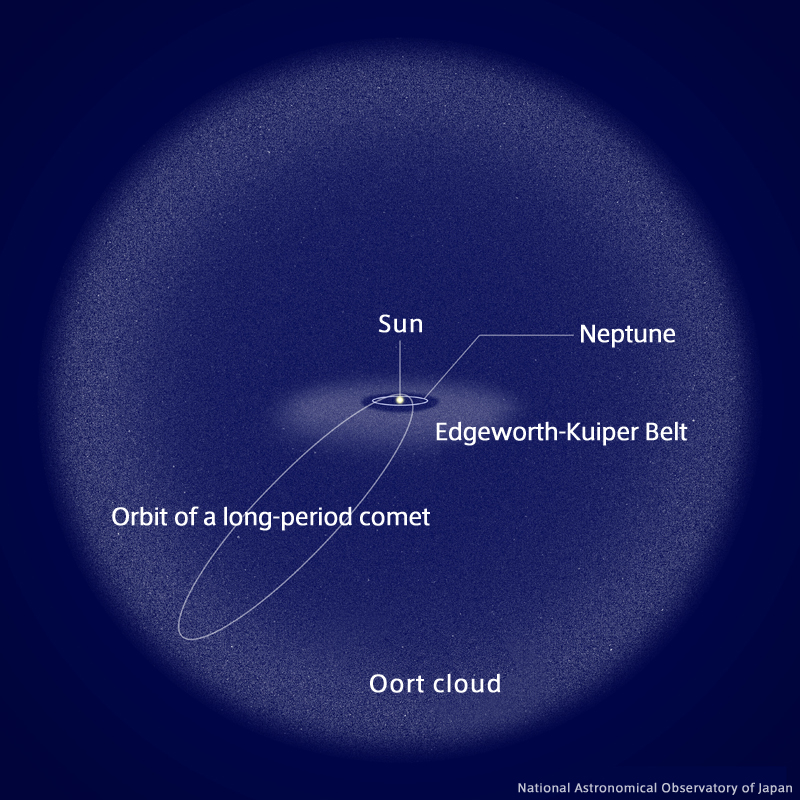 Sun
Neptune
Edgeworth-Kuiper Belt
Orbit of a long-period comet
Oort cloud
National Astronomical Observatory of Japan